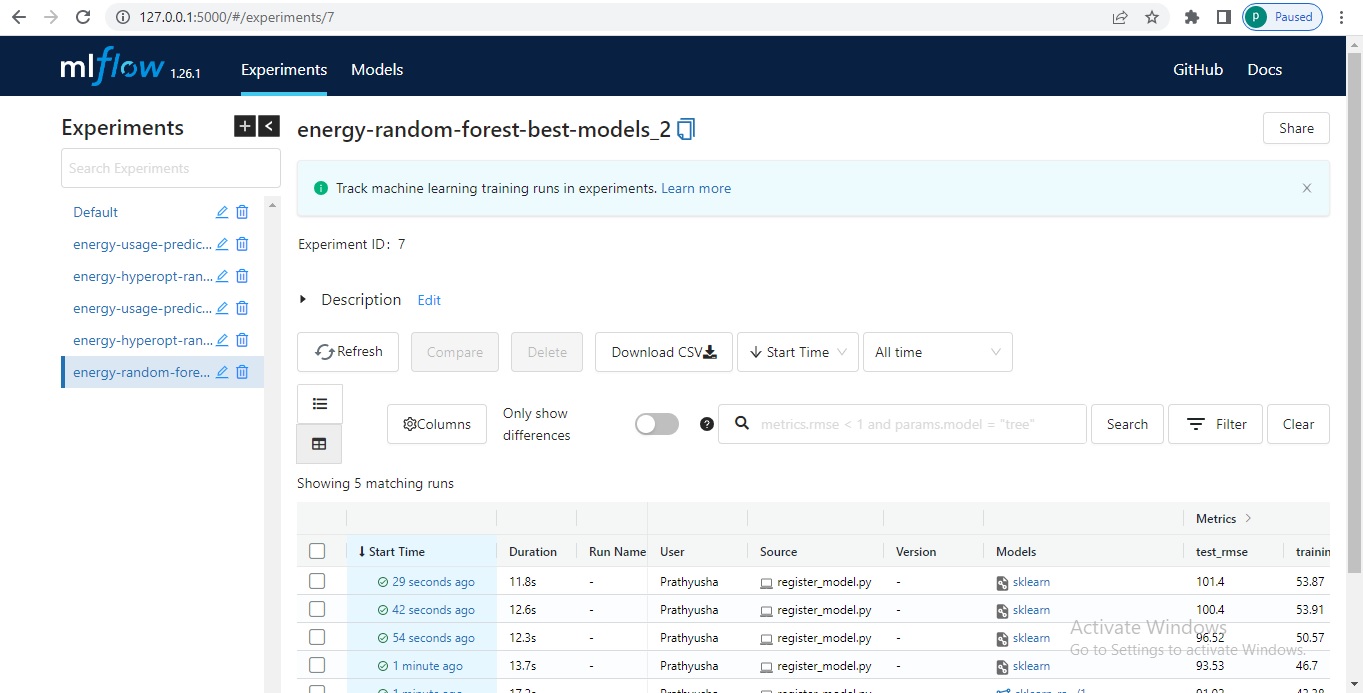 127.0.0.1:5000/#/experiments/7
P Paused
mlflow 1.26.1 Experiments Models GitHub Docs
Experiments
Search Experiments
Default
energy-usage-predic...
energy-hyperopt-ran...
energy-usage-predic...
energy-hyperopt-ran...
energy-random-fore...
energy-random-forest-best-models_2
Share
Track machine learning training runs in experiments. Learn more
Experiment ID: 7
Description Edit
Refresh Compare Delete Download CSV Start Time All time
Columns
Only show
differences
metrics.rmse < 1 and params.model = "tree"
Search Filter Clear
Showing 5 matching runs
Metrics >
Start Time Duration Run Name User Source Version Models test_rmse trainin
29 seconds ago 11.8s - Prathyusha register_model.py - sklearn 101.4 53.87
42 seconds ago 12.6s - Prathyusha register_model.py - sklearn 100.4 53.91
54 seconds ago 12.3s - Prathyusha register_model.py - sklearn 96.52 50.57
1 minute ago 13.7s - Prathyusha register_model.py - sklearn 93.53 46.7
Activate Windows
Go to Settings to activate Windows.